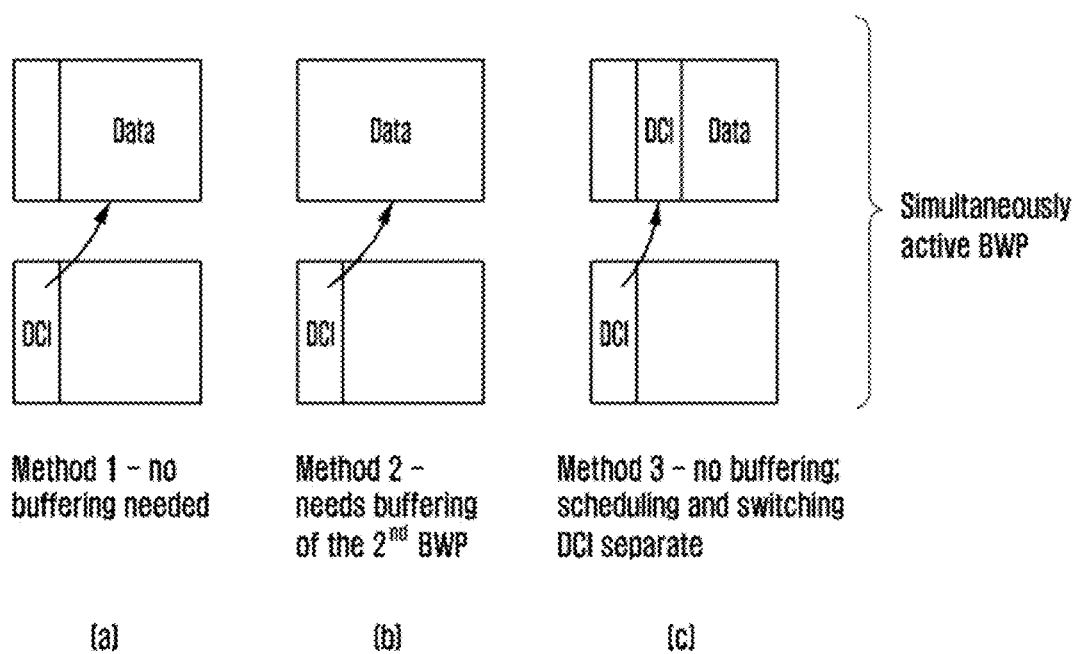 Data
Data
DCI
Data
DCI
DCI
DCI
Simultaneously
active BWP
Method 1 - no
buffering needed
Method 2 -
needs buffering
of the 2nd BWP
Method 3 - no buffering;
scheduling and switching
DCI separate
(a)
(b)
(c)